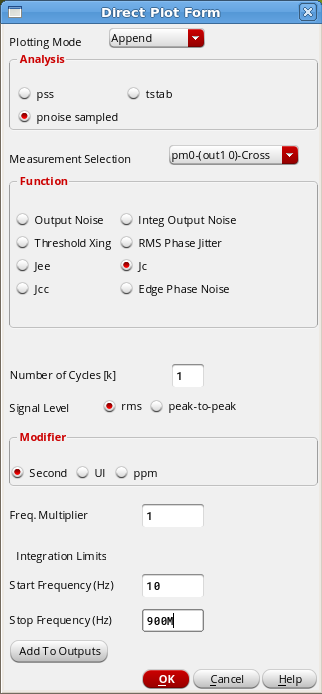 Direct Plot Form
Plotting Mode Append
Analysis
pss tstab
pnoise sampled
Measurement Selection pm0-(out1 0)-Cross
Function
Output Noise Integ Output Noise
Threshold Xing RMS Phase Jitter
Jee Jc
Jcc Edge Phase Noise
Number of Cycles [k] 1
Signal Level rms peak-to-peak
Modifier
Second UI ppm
Freq. Multiplier 1
Integration Limits
Start Frequency (Hz) 10
Stop Frequency (Hz) 900M
Add To Outputs
OK Cancel Help